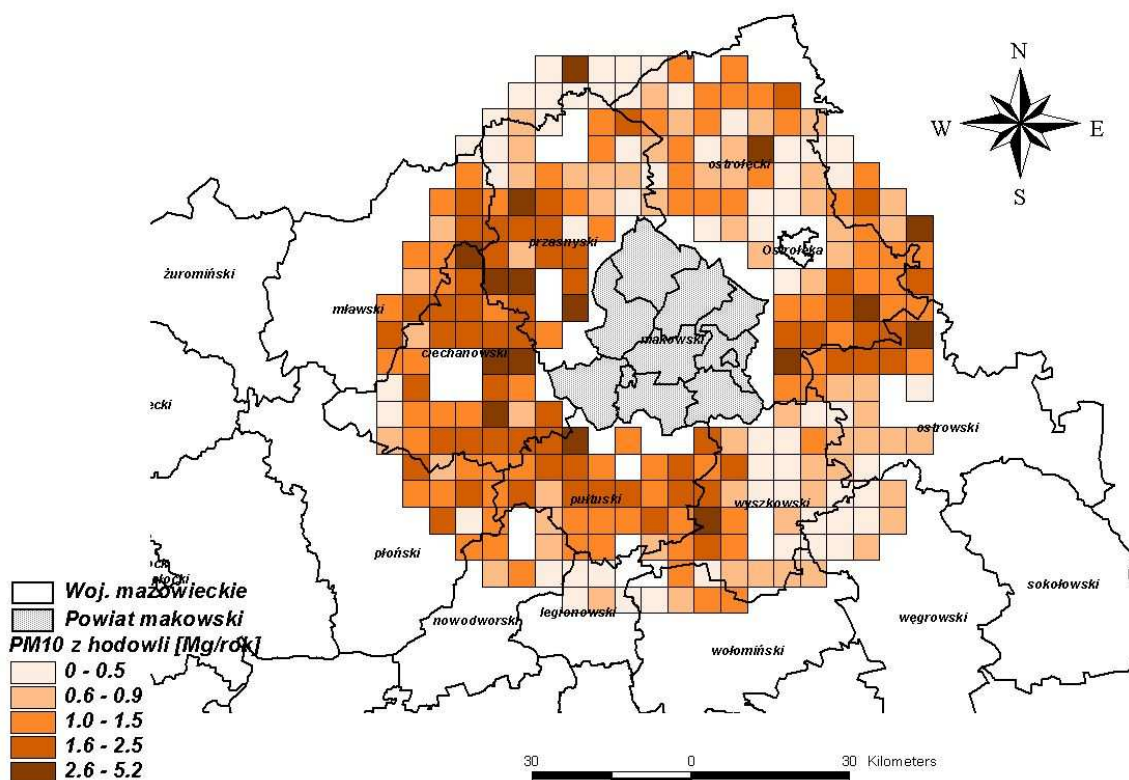 N
W E
S
ostrołęcki
przasnyski
Ostrołęka
żuromiński
mławski
makowski
ciechanowski
ecki
ostrowski
pułtuski
wyszkowski
płoński
sokołowski
legionowski
węgrowski
nowodworski
wołomiński
Woj. mazowieckie
Powiat makowski
PM10 z hodowli [Mg/rok]
0 - 0.5
0.6 - 0.9
1.0 - 1.5
1.6 - 2.5
2.6 - 5.2
30 0 30 Kilometers